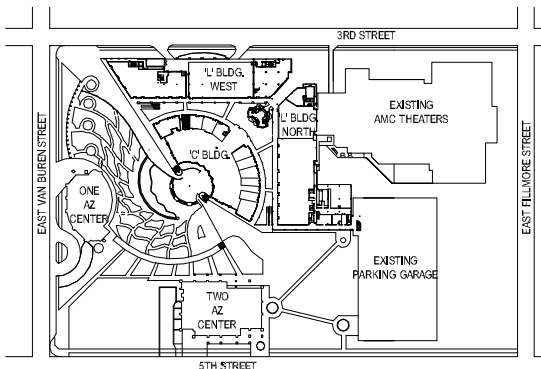 3RD STREET
'L' BLDG.
WEST
EXISTING
AMC THEATERS
'L' BLDG.
NORTH
'C' BLDG.
EAST VAN BUREN STREET
ONE
AZ
CENTER
EAST FILLMORE STREET
EXISTING
PARKING GARAGE
TWO
AZ
CENTER
5TH STREET